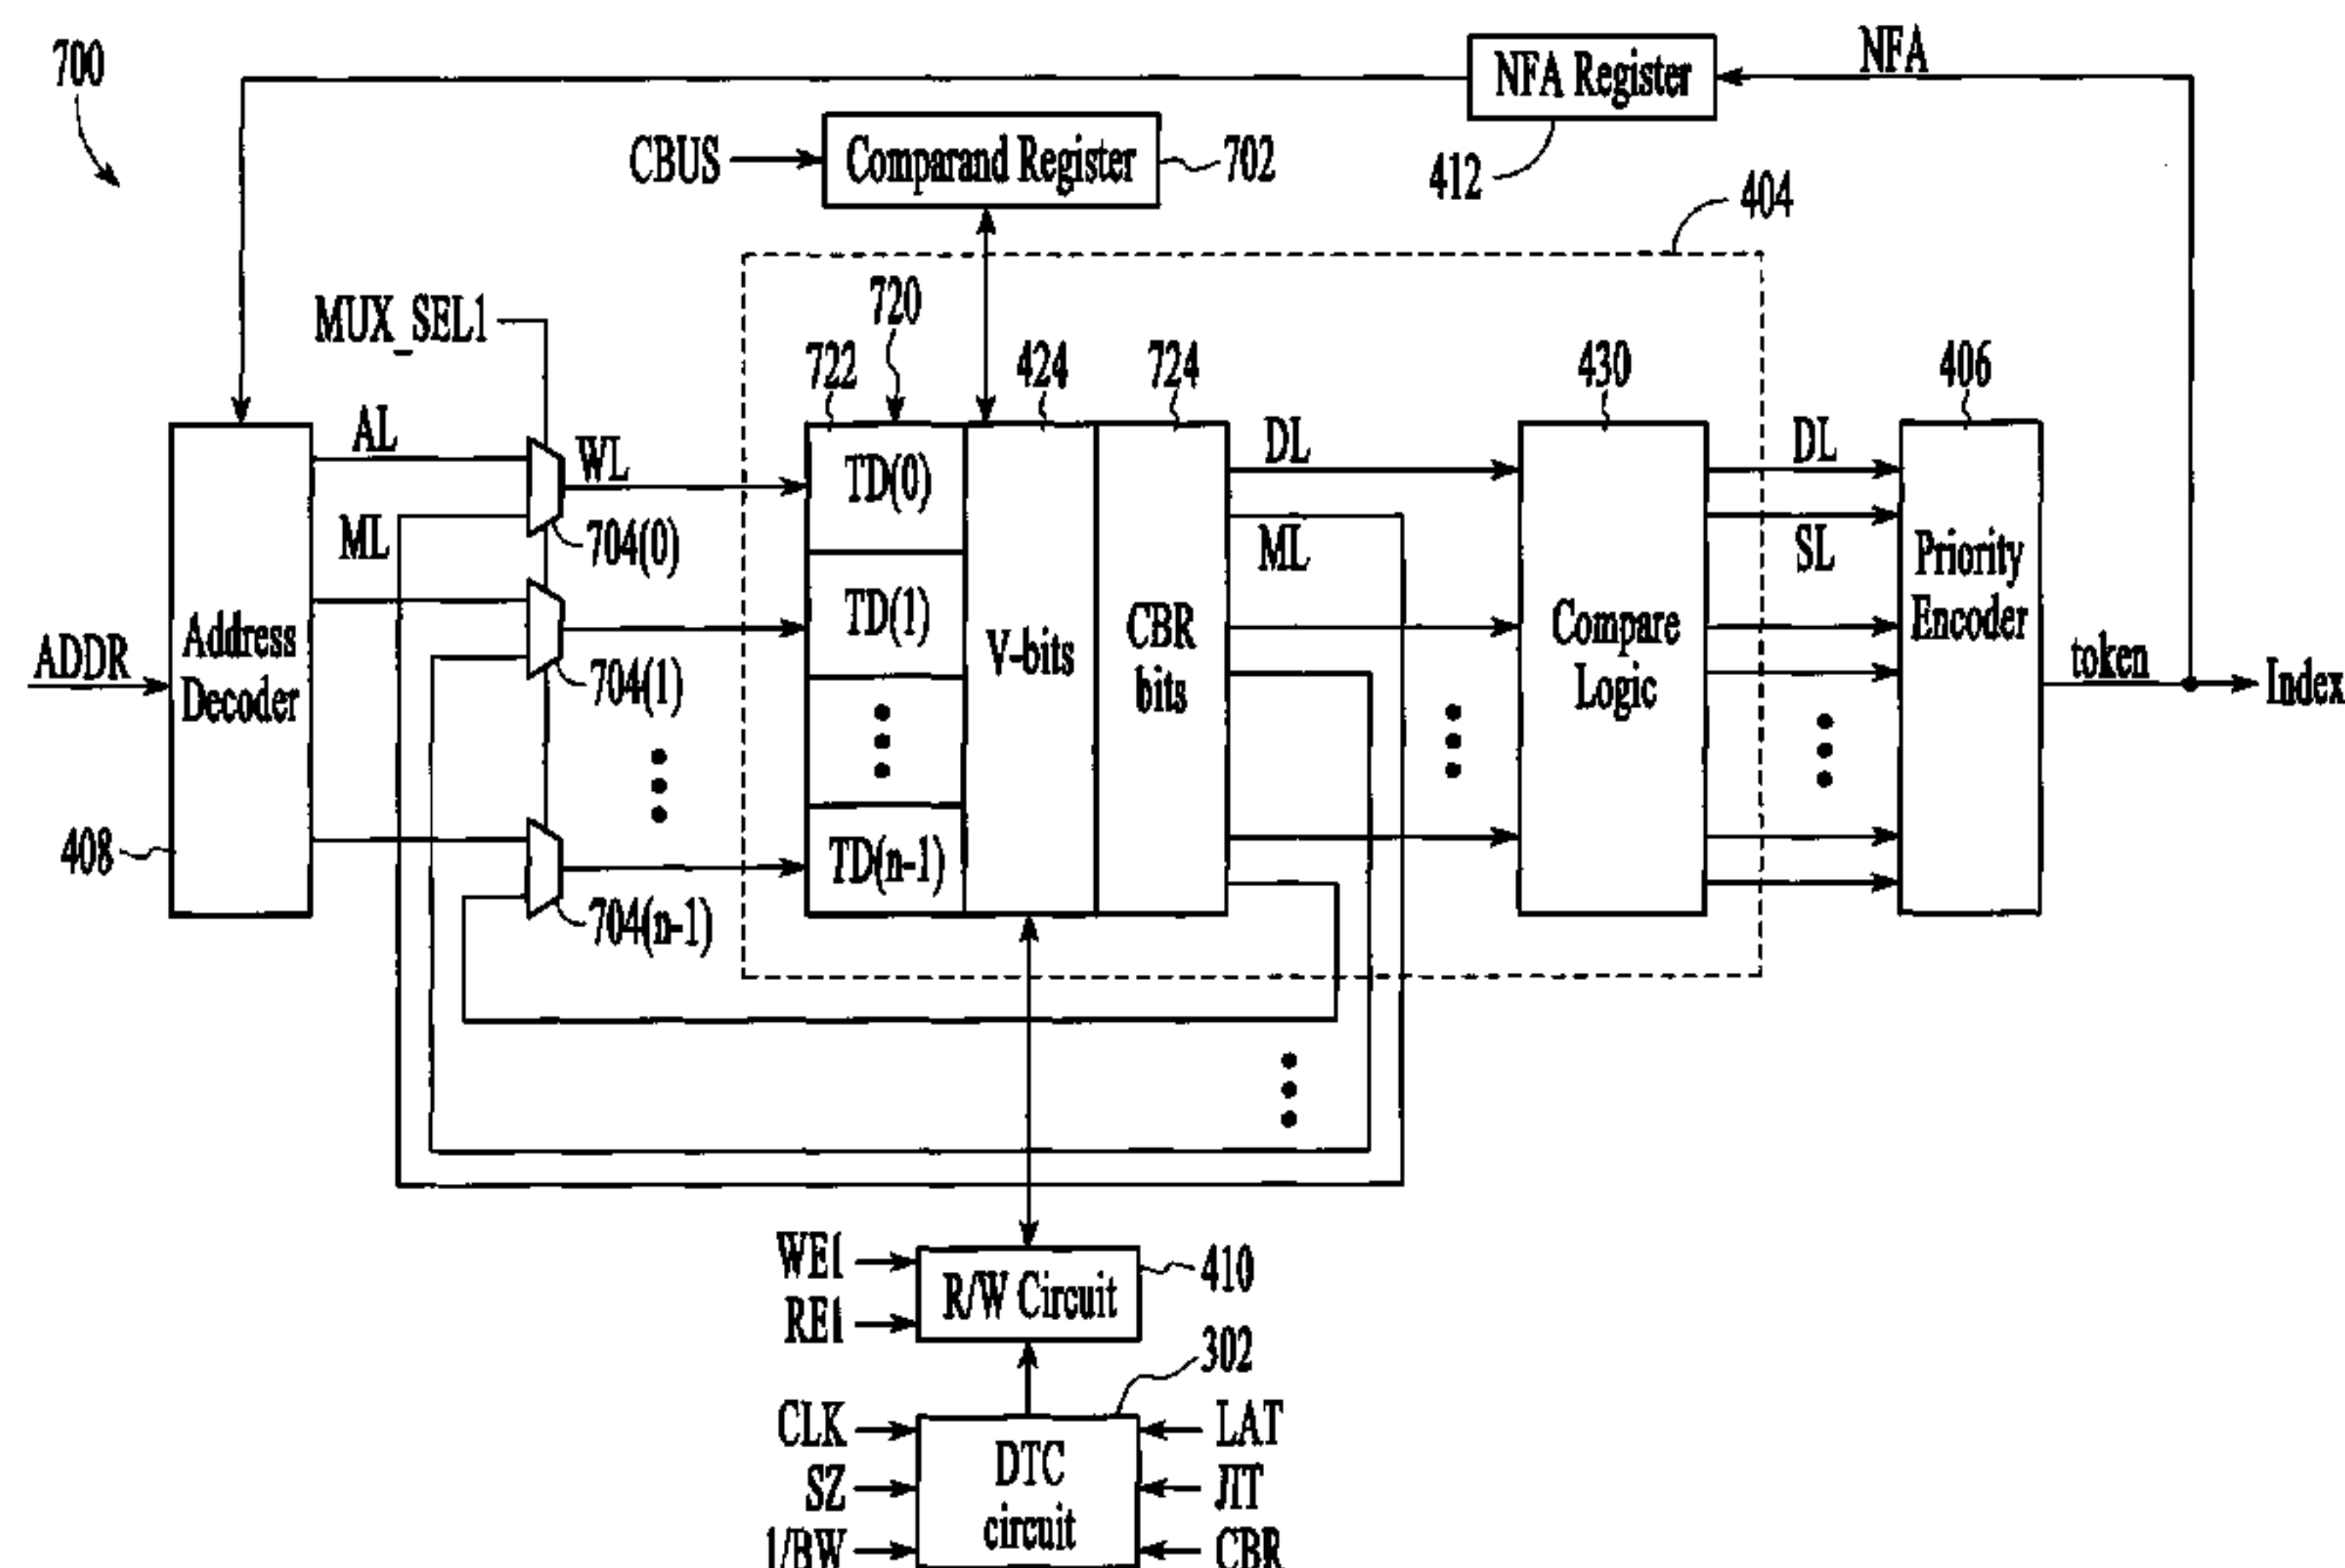 700
NFA Register
NFA
412
CBUS
Comparand Register
702
404
MUX_SEL1
720
722
424
724
430
406
AL
WL
TD(0)
DL
DL
ML
704(0)
ML
SL
Priority
Encoder
ADDR
Address
Decoder
TD(1)
V-bits
CBR
bits
Compare
Logic
704(1)
token
Index
408
TD(n-1)
704(n-1)
WE1
RE1
R/W Circuit
410
302
CLK
SZ
1/BW
DTC
circuit
LAT
JIT
CBR